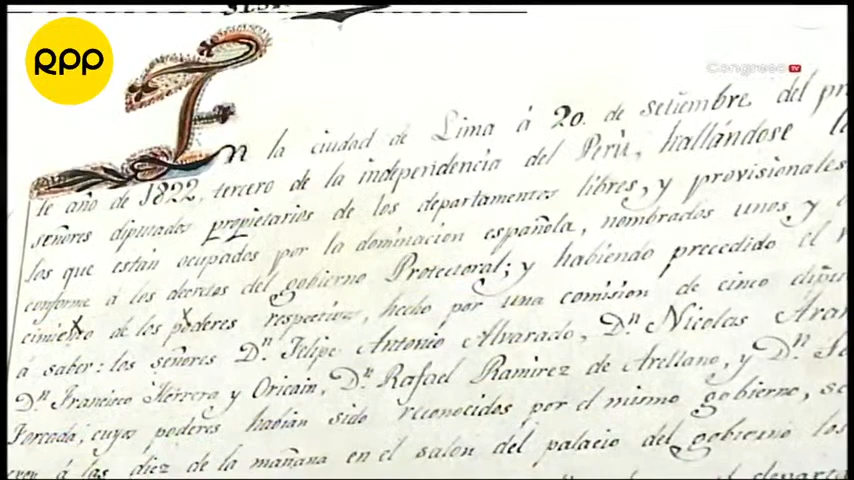 RPP
Congreso TV
En la ciudad de Lima á 20. de setiembre del
te año de 1822, tercero de la independencia del Perù, hallándose
señores diputados propietarios de los departamentos libres, y provisionales
los que están ocupados por la dominacion española, nombrados unos y
conforme á los decretos del gobierno Protectoral; y habiendo precedido el
cimiento de los poderes respectivos, hecho por una comision de cinco
á saber: los señores Dn. Felipe Antonio Alvarado, Dn. Nicolas
Dn. Francisco Herrera y Oricain, Dn. Rafael Ramirez de Arellano, y Dn.
Forcada, cuyos poderes habian sido reconocidos por el mismo gobierno,
á las diez de la mañana en el salon del palacio del gobierno los